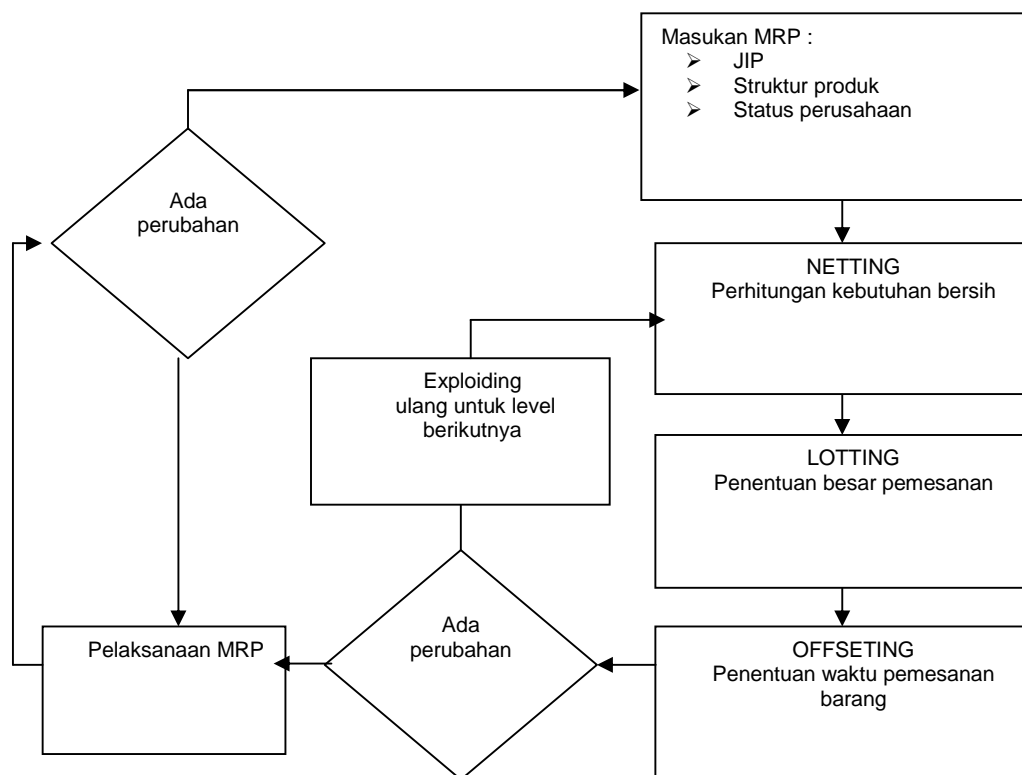 Masukan MRP :
➢ JIP
➢ Struktur produk
➢ Status perusahaan
Ada
perubahan
NETTING
Perhitungan kebutuhan bersih
Exploiding
ulang untuk level
berikutnya
LOTTING
Penentuan besar pemesanan
Pelaksanaan MRP
Ada
perubahan
OFFSETING
Penentuan waktu pemesanan
barang